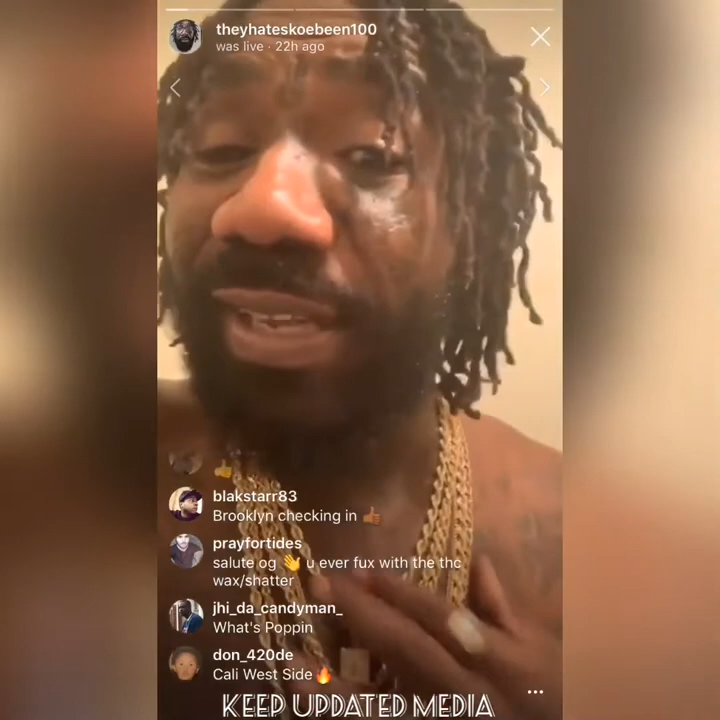 theyhateskoebeen100
was live · 22h ago
blakstarr83
Brooklyn checking in 👍🏾
prayfortides
salute og 👋 u ever fux with the thc
wax/shatter
jhi_da_candyman_
What's Poppin
don_420de
Cali West Side🔥
KEEP UPDATED MEDIA